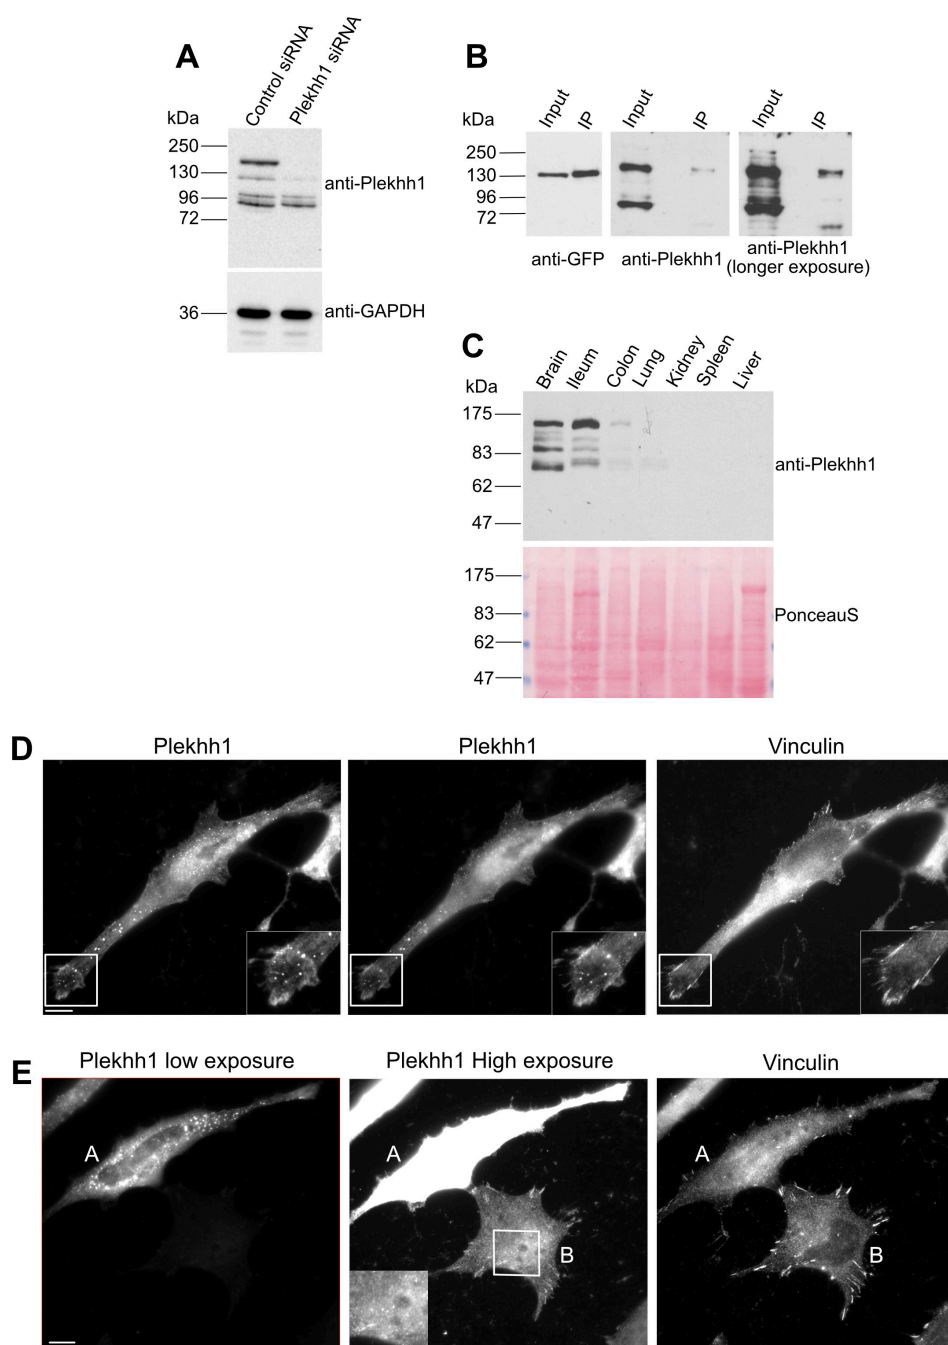 A
Control siRNA
Plekhh1 siRNA
kDa
250
130
96
72
anti-Plekhh1
36
anti-GAPDH
B
Input
IP
Input
IP
Input
IP
kDa
250
130
96
72
anti-GFP
anti-Plekhh1
anti-Plekhh1
(longer exposure)
C
Brain
Ileum
Colon
Lung
Kidney
Spleen
Liver
kDa
175
83
62
47
anti-Plekhh1
175
83
62
47
PonceauS
D
Plekhh1
Plekhh1
Vinculin
E
Plekhh1 low exposure
Plekhh1 High exposure
Vinculin
A
A
B
A
B